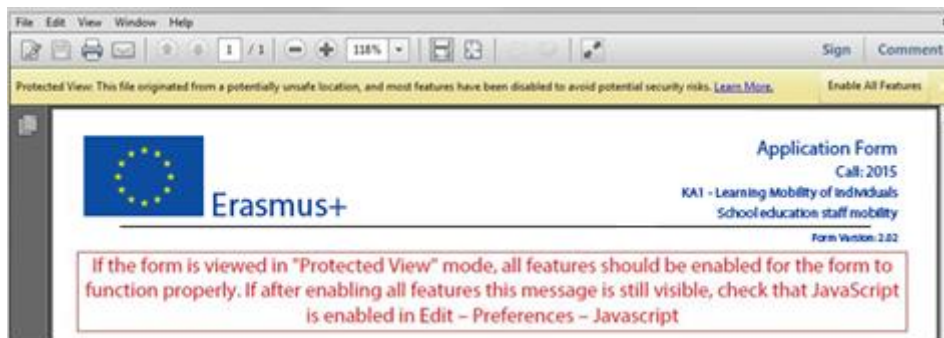 File Edit View Window Help
1 / 1 118% Sign Comment
Protected View: This file originated from a potentially unsafe location, and most features have been disabled to avoid potential security risks. Learn More. Enable All Features
Application Form
Call: 2015
KA1 - Learning Mobility of Individuals
Erasmus+ School education staff mobility
Form Version: 2.02
If the form is viewed in "Protected View" mode, all features should be enabled for the form to
function properly. If after enabling all features this message is still visible, check that JavaScript
is enabled in Edit – Preferences – Javascript